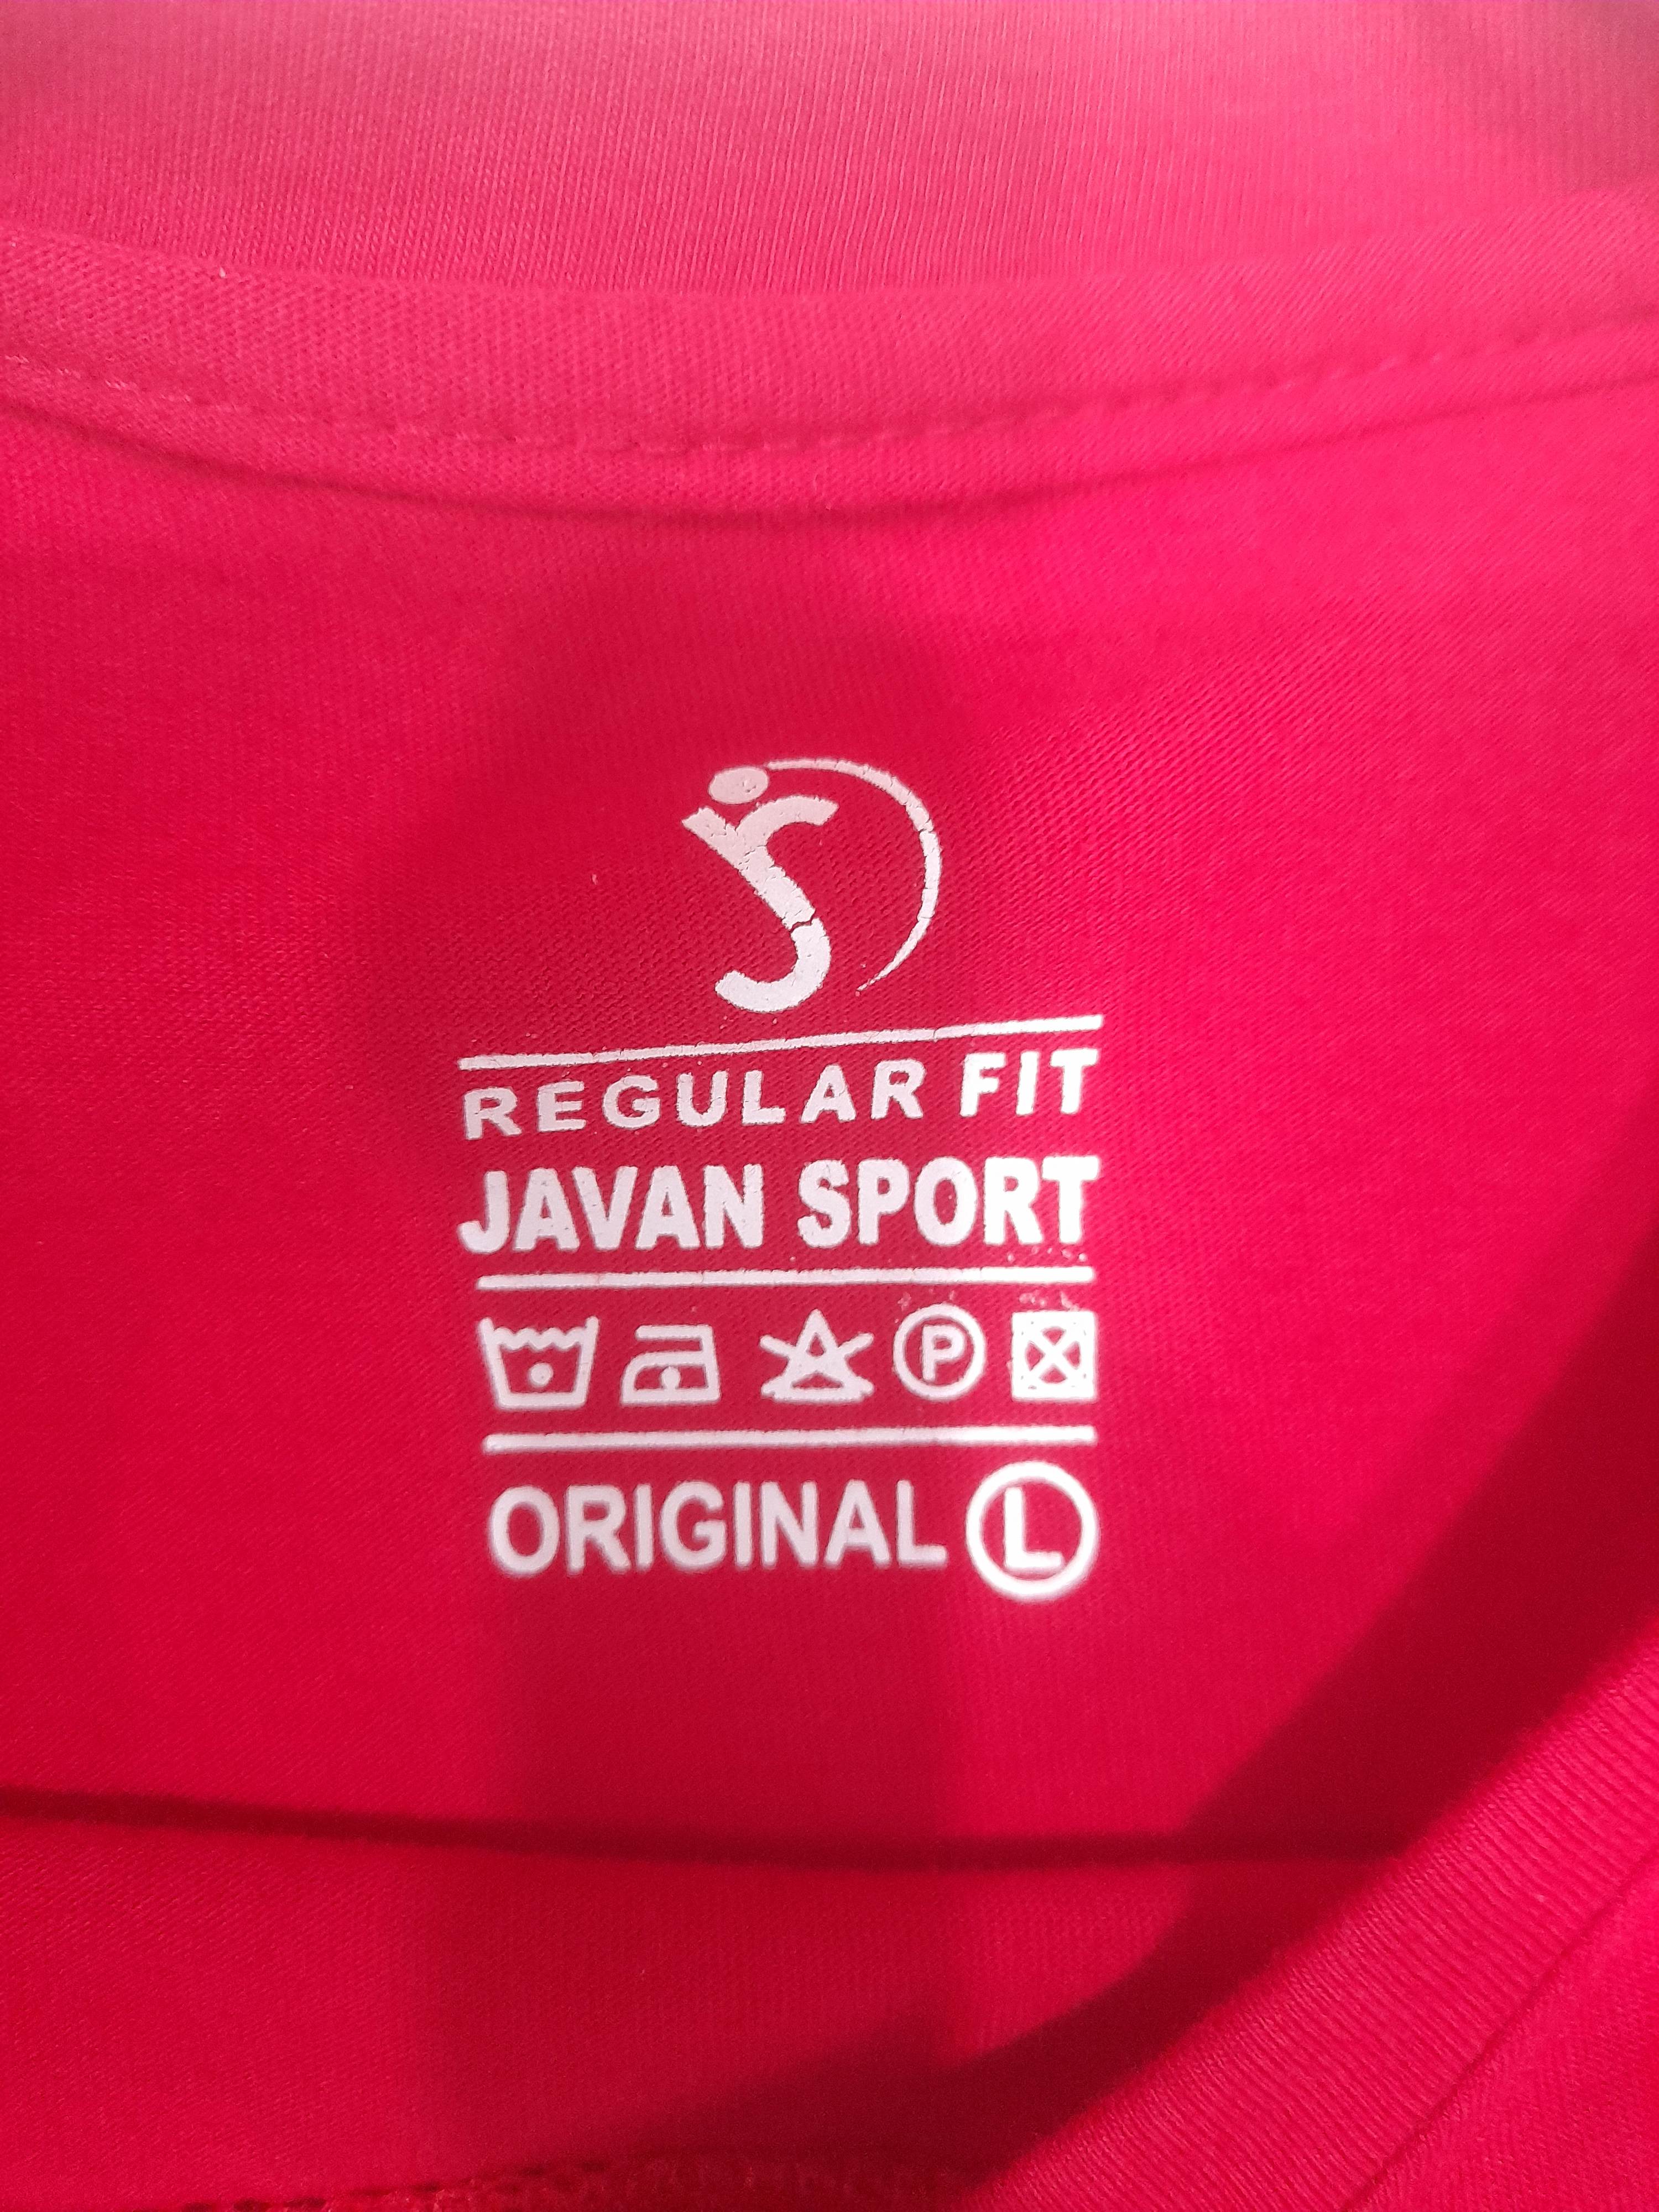 REGULAR FIT
JAVAN SPORT
P
ORIGINAL L